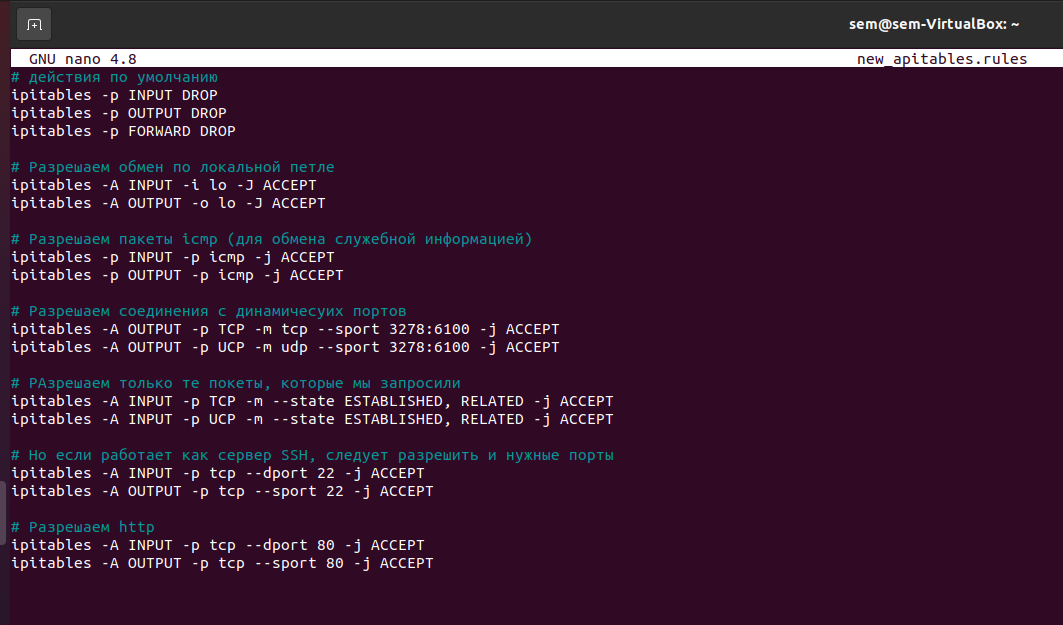 sem@sem-VirtualBox: ~
GNU nano 4.8 new_apitables.rules
# действия по умолчанию
ipitables -p INPUT DROP
ipitables -p OUTPUT DROP
ipitables -p FORWARD DROP
# Разрешаем обмен по локальной петле
ipitables -A INPUT -i lo -J ACCEPT
ipitables -A OUTPUT -o lo -J ACCEPT
# Разрешаем пакеты icmp (для обмена служебной информацией)
ipitables -p INPUT -p icmp -j ACCEPT
ipitables -p OUTPUT -p icmp -j ACCEPT
# Разрешаем соединения с динамичесуих портов
ipitables -A OUTPUT -p TCP -m tcp --sport 3278:6100 -j ACCEPT
ipitables -A OUTPUT -p UCP -m udp --sport 3278:6100 -j ACCEPT
# РАзрешаем только те покеты, которые мы запросили
ipitables -A INPUT -p TCP -m --state ESTABLISHED, RELATED -j ACCEPT
ipitables -A INPUT -p UCP -m --state ESTABLISHED, RELATED -j ACCEPT
# Но если работает как сервер SSH, следует разрешить и нужные порты
ipitables -A INPUT -p tcp --dport 22 -j ACCEPT
ipitables -A OUTPUT -p tcp --sport 22 -j ACCEPT
# Разрешаем http
ipitables -A INPUT -p tcp --dport 80 -j ACCEPT
ipitables -A OUTPUT -p tcp --sport 80 -j ACCEPT